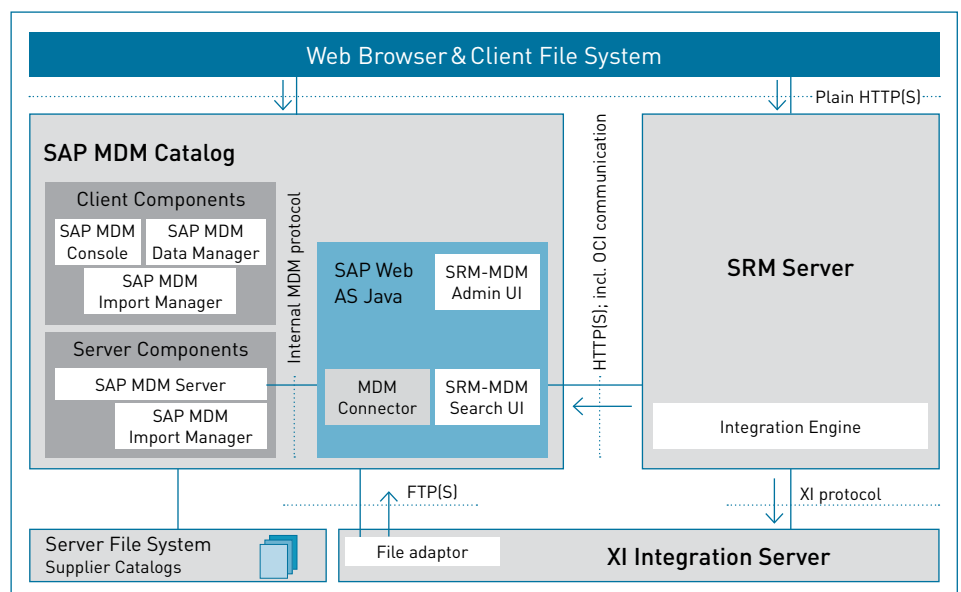 Web Browser & Client File System
Plain HTTP(S)
SAP MDM Catalog
Client Components
SAP MDM
Console
SAP MDM
Data Manager
SAP MDM
Import Manager
Server Components
SAP MDM Server
SAP MDM
Import Manager
Internal MDM protocol
SAP Web
AS Java
SRM-MDM
Admin UI
MDM
Connector
SRM-MDM
Search UI
HTTP(S); incl. OCI communication
SRM Server
Integration Engine
FTP(S)
XI protocol
Server File System
Supplier Catalogs
File adaptor
XI Integration Server